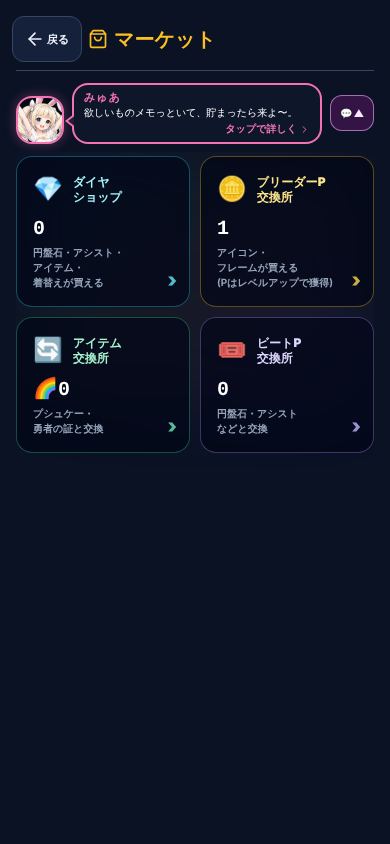 戻る
マーケット
みゅあ
欲しいものメモっといて、貯まったら来よ〜。
タップで詳しく
▲
ダイヤ
ショップ
0
円盤石・アシスト・
アイテム・
着替えが買える
ブリーダーP
交換所
1
アイコン・
フレームが買える
(Pはレベルアップで獲得)
アイテム
交換所
0
プシュケー・
勇者の証と交換
ビートP
交換所
0
円盤石・アシスト
などと交換